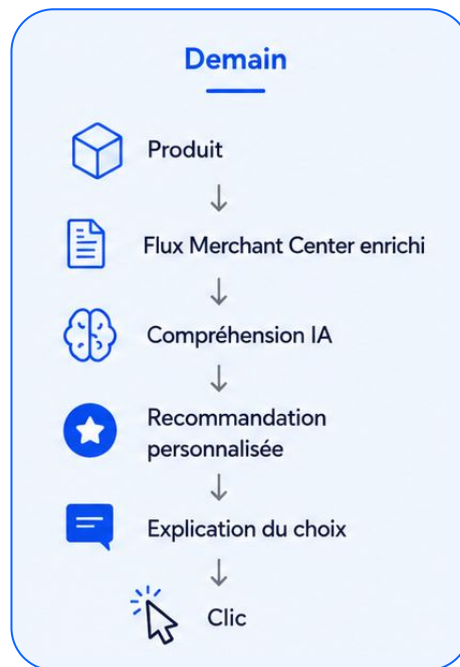 Demain
Produit
Flux Merchant Center enrichi
Compréhension IA
Recommandation
personnalisée
Explication du choix
Clic